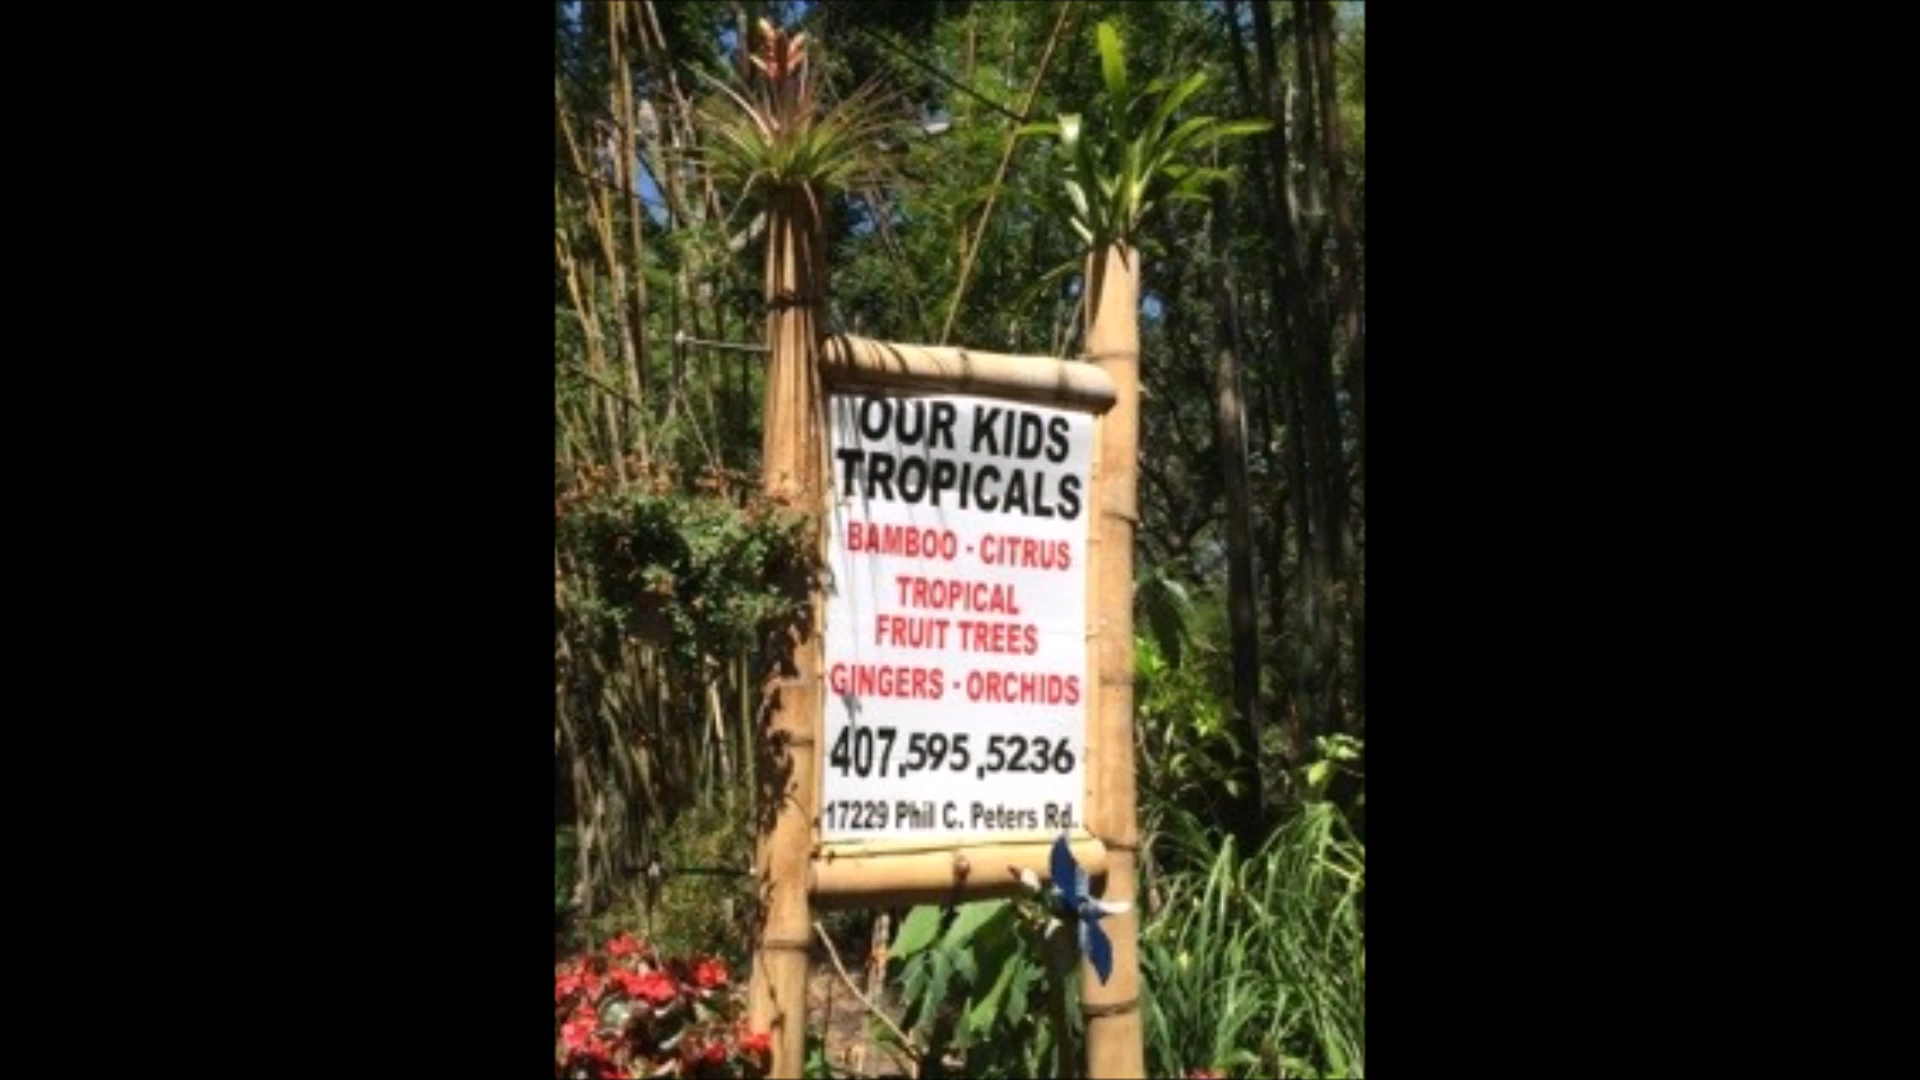 OUR KIDS
TROPICALS
BAMBOO - CITRUS
TROPICAL
FRUIT TREES
GINGERS - ORCHIDS
407,595,5236
17229 Phil C. Peters Rd.